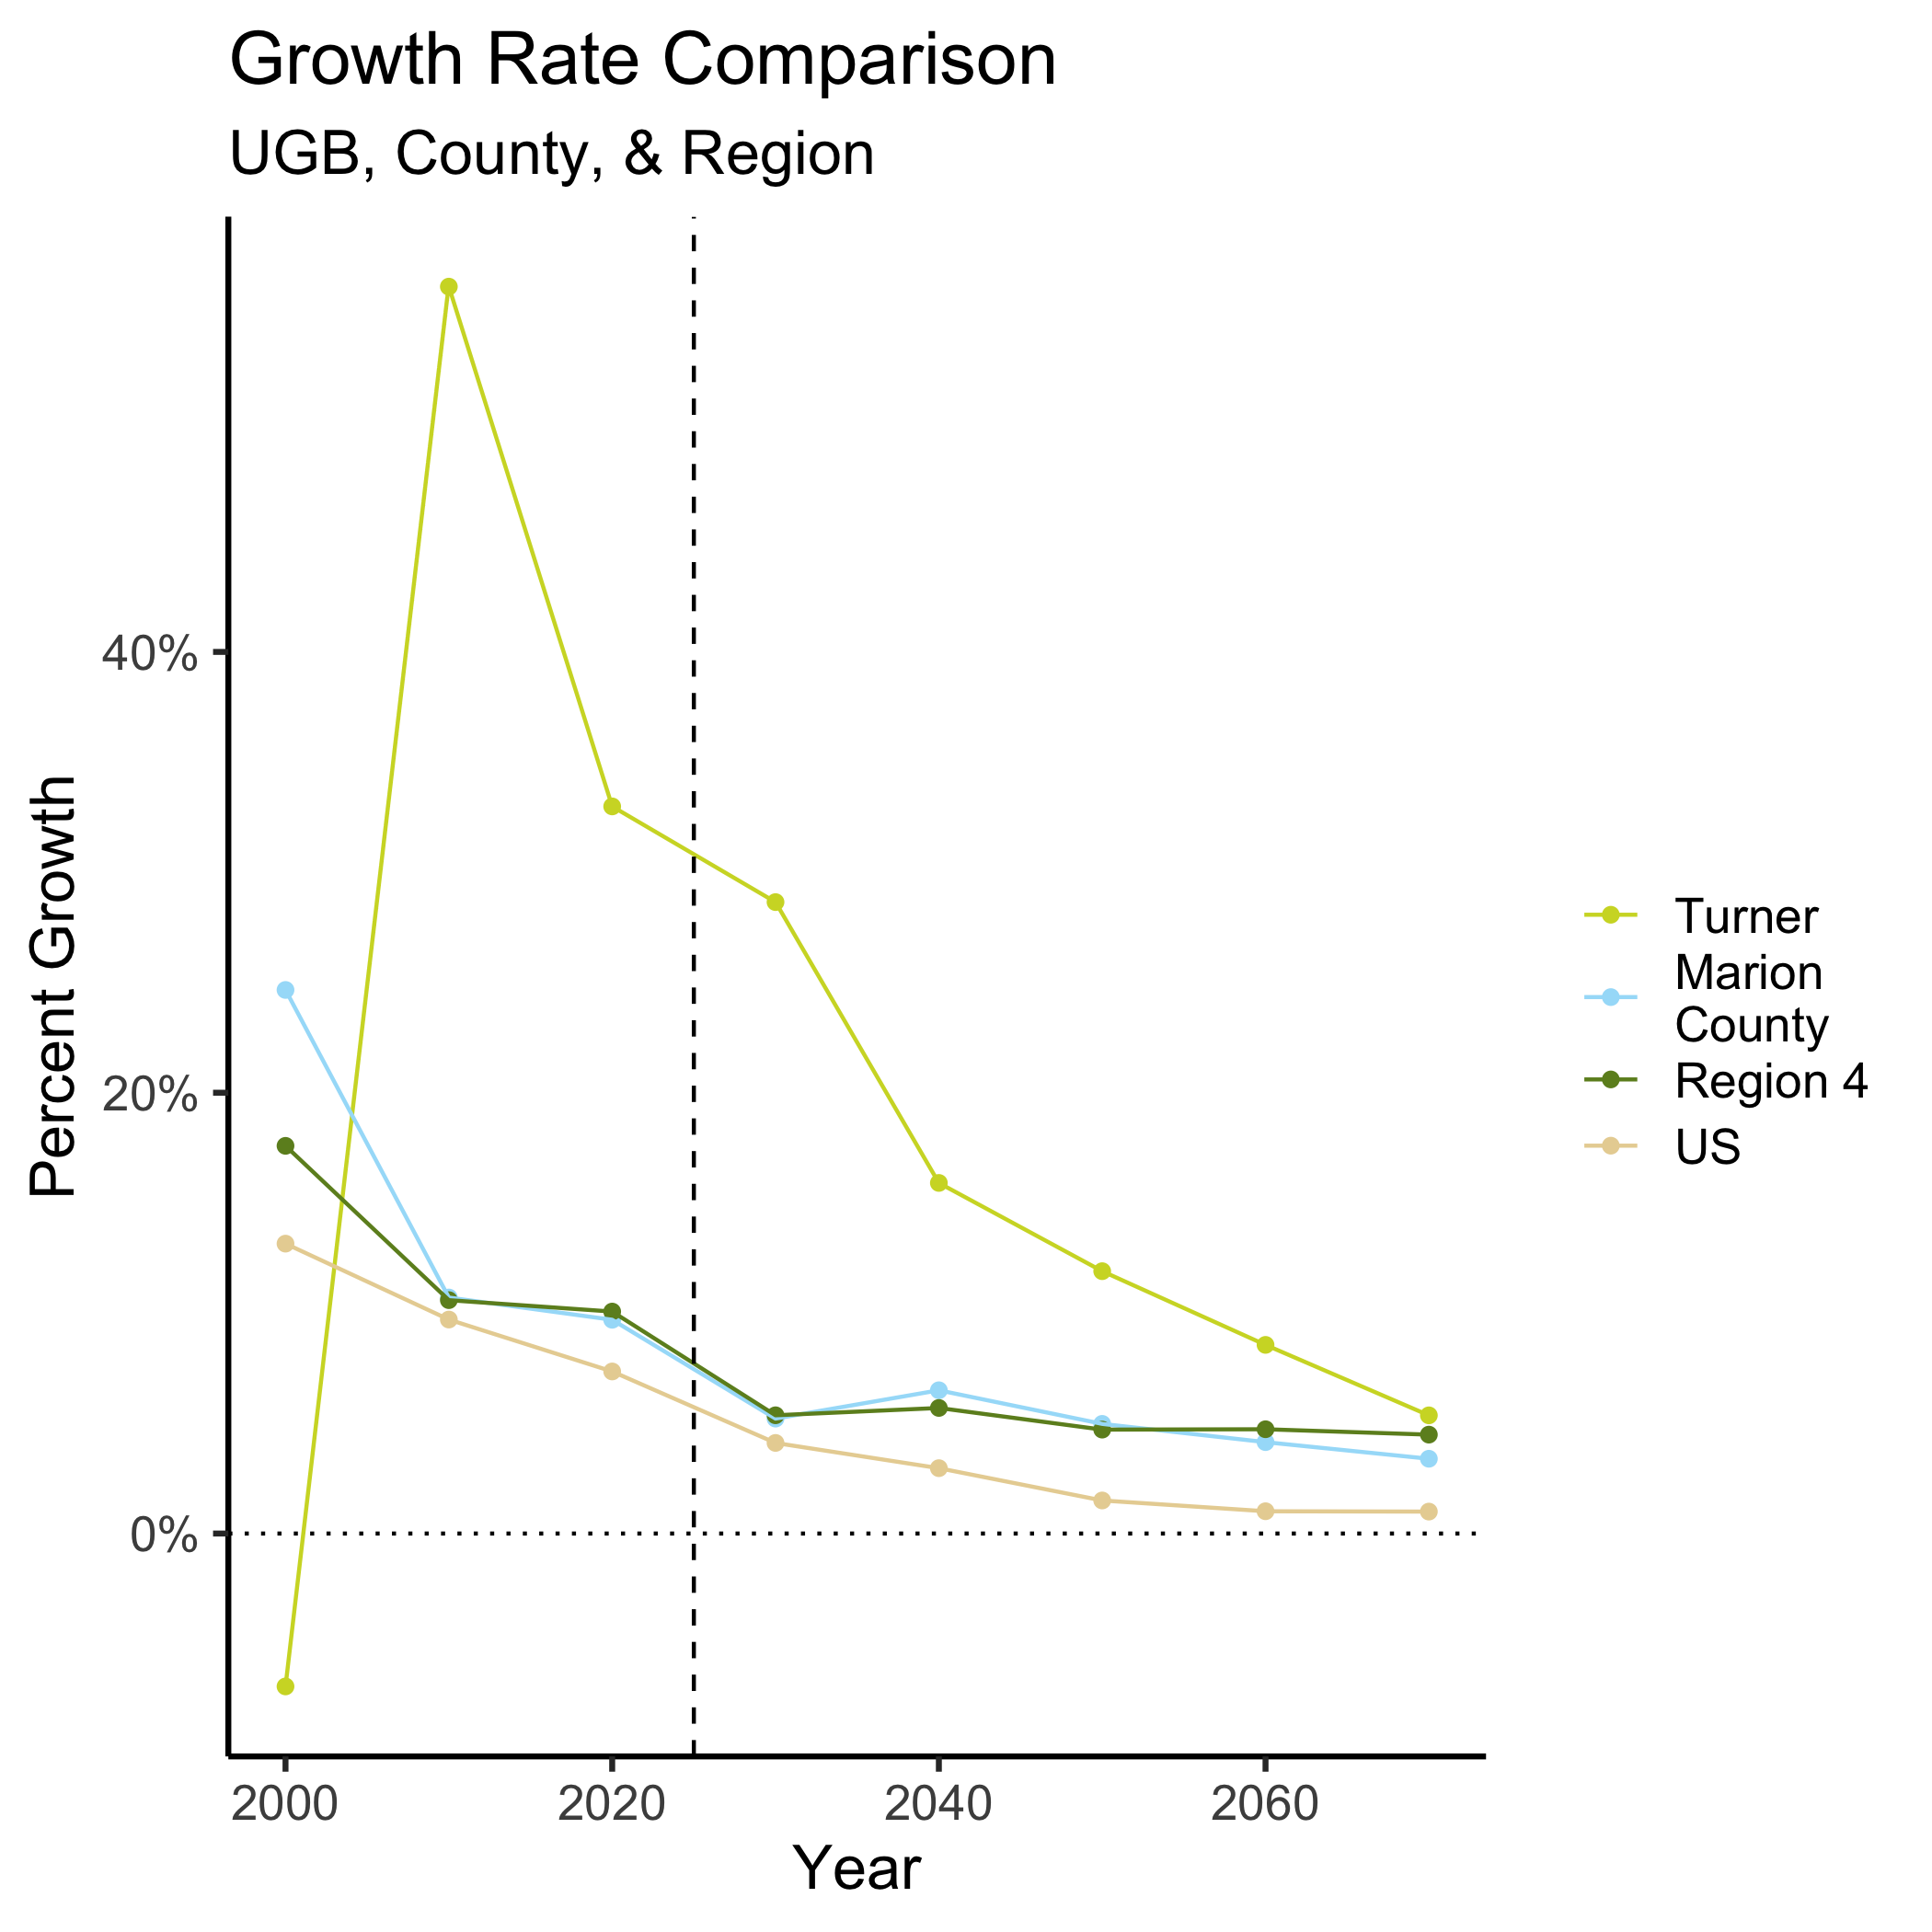 Growth Rate Comparison
UGB, County, & Region
Percent Growth
40%
20%
0%
2000
2020
2040
2060
Year
Turner
Marion
County
Region 4
US